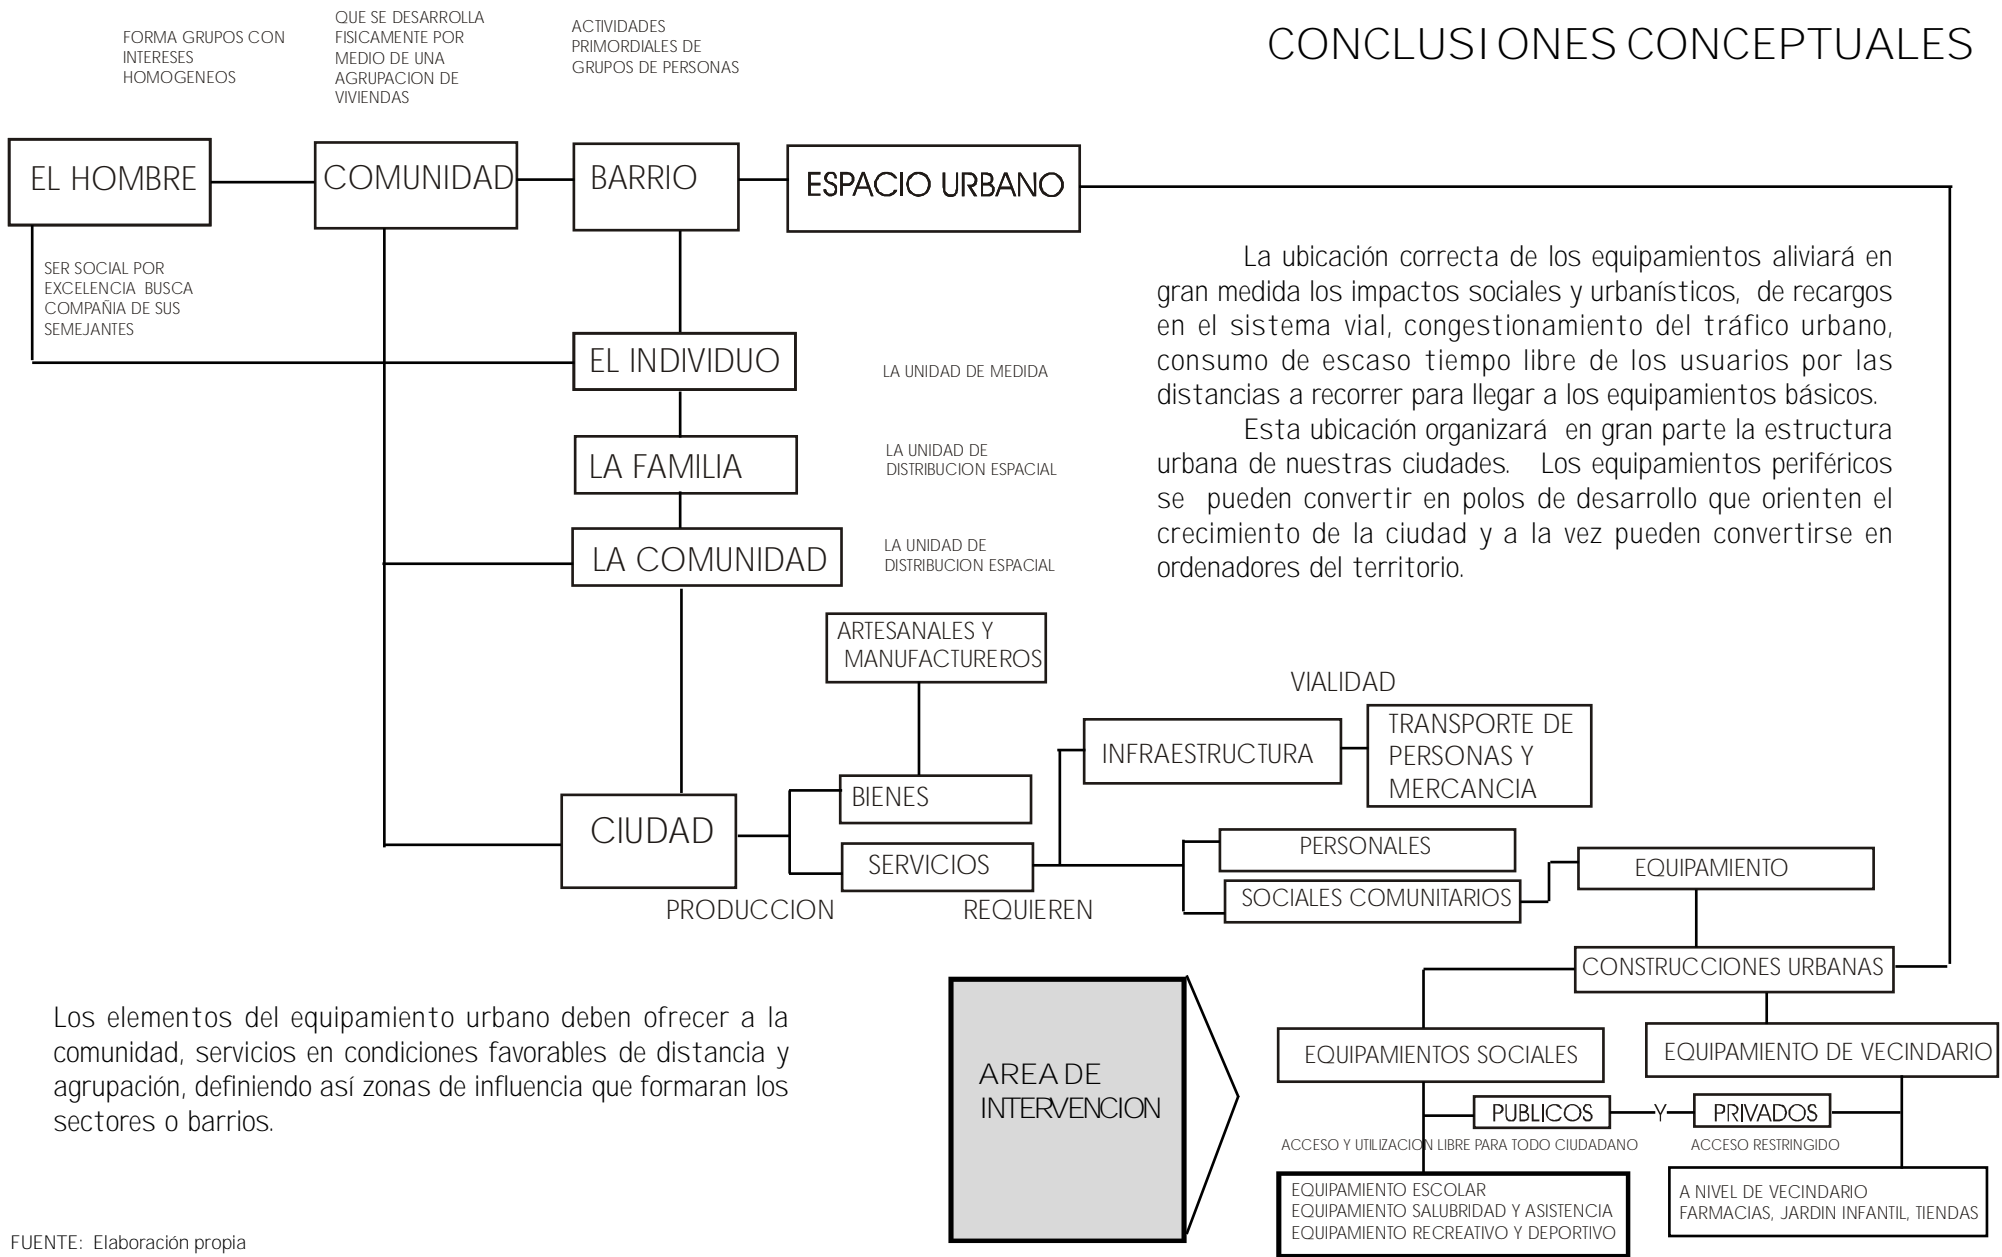 CONCLUSIONES CONCEPTUALES
FORMA GRUPOS CON
INTERESES
HOMOGENEOS
QUE SE DESARROLLA
FISICAMENTE POR
MEDIO DE UNA
AGRUPACION DE
VIVIENDAS
ACTIVIDADES
PRIMORDIALES DE
GRUPOS DE PERSONAS
EL HOMBRE
COMUNIDAD
BARRIO
ESPACIO URBANO
SER SOCIAL POR
EXCELENCIA BUSCA
COMPAÑIA DE SUS
SEMEJANTES
La ubicación correcta de los equipamientos aliviará en
gran medida los impactos sociales y urbanísticos, de recargos
en el sistema vial, congestionamiento del tráfico urbano,
consumo de escaso tiempo libre de los usuarios por las
distancias a recorrer para llegar a los equipamientos básicos.
Esta ubicación organizará en gran parte la estructura
urbana de nuestras ciudades. Los equipamientos periféricos
se pueden convertir en polos de desarrollo que orienten el
crecimiento de la ciudad y a la vez pueden convertirse en
ordenadores del territorio.
EL INDIVIDUO
LA UNIDAD DE MEDIDA
LA FAMILIA
LA UNIDAD DE
DISTRIBUCION ESPACIAL
LA COMUNIDAD
LA UNIDAD DE
DISTRIBUCION ESPACIAL
ARTESANALES Y
MANUFACTUREROS
VIALIDAD
INFRAESTRUCTURA
TRANSPORTE DE
PERSONAS Y
MERCANCIA
BIENES
CIUDAD
SERVICIOS
PERSONALES
EQUIPAMIENTO
SOCIALES COMUNITARIOS
PRODUCCION
REQUIEREN
CONSTRUCCIONES URBANAS
Los elementos del equipamiento urbano deben ofrecer a la
comunidad, servicios en condiciones favorables de distancia y
agrupación, definiendo así zonas de influencia que formaran los
sectores o barrios.
AREA DE
INTERVENCION
EQUIPAMIENTOS SOCIALES
EQUIPAMIENTO DE VECINDARIO
PUBLICOS Y PRIVADOS
ACCESO Y UTILIZACION LIBRE PARA TODO CIUDADANO
ACCESO RESTRINGIDO
EQUIPAMIENTO ESCOLAR
EQUIPAMIENTO SALUBRIDAD Y ASISTENCIA
EQUIPAMIENTO RECREATIVO Y DEPORTIVO
A NIVEL DE VECINDARIO
FARMACIAS, JARDIN INFANTIL, TIENDAS
FUENTE: Elaboración propia